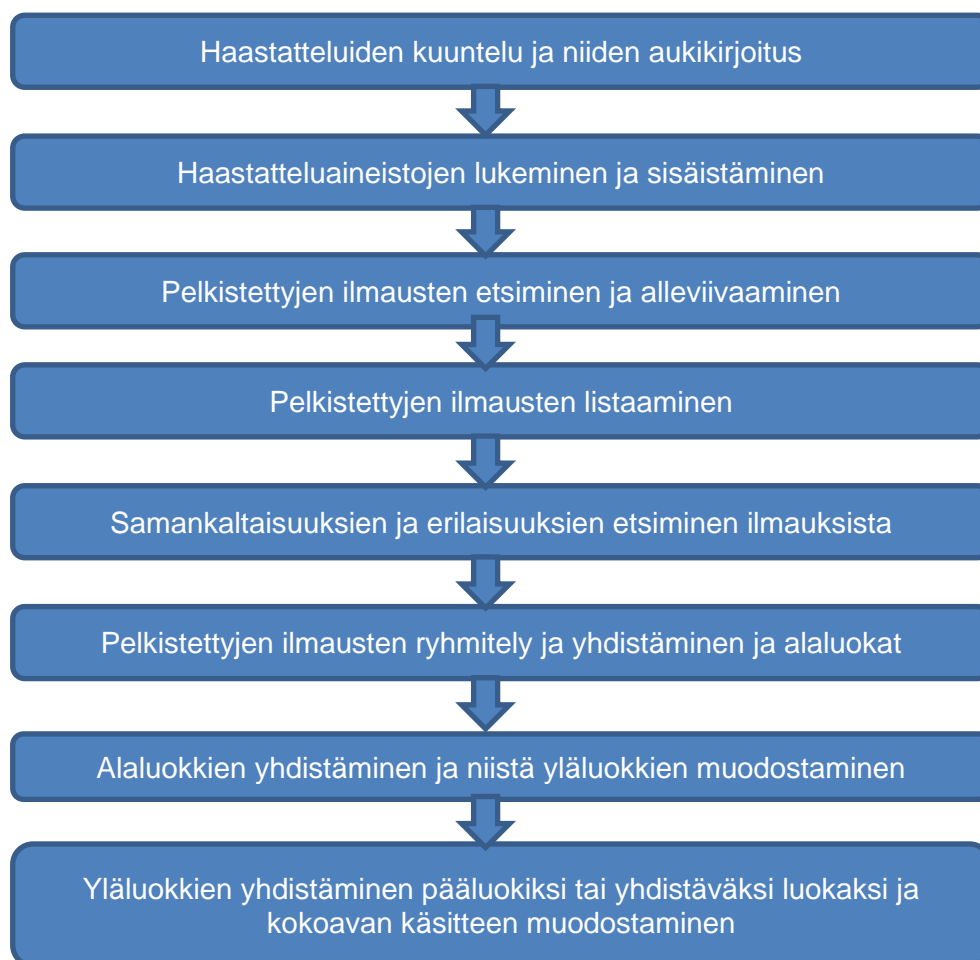 Haastatteluiden kuuntelu ja niiden aukikirjoitus
Haastatteluaineistojen lukeminen ja sisäistäminen
Pelkistettyjen ilmausten etsiminen ja alleviivaaminen
Pelkistettyjen ilmausten listaaminen
Samankaltaisuuksien ja erilaisuuksien etsiminen ilmauksista
Pelkistettyjen ilmausten ryhmitely ja yhdistäminen ja alaluokat
Alaluokkien yhdistäminen ja niistä yläluokkien muodostaminen
Yläluokkien yhdistäminen pääluokiksi tai yhdistäväksi luokaksi ja
kokoavan käsitteen muodostaminen